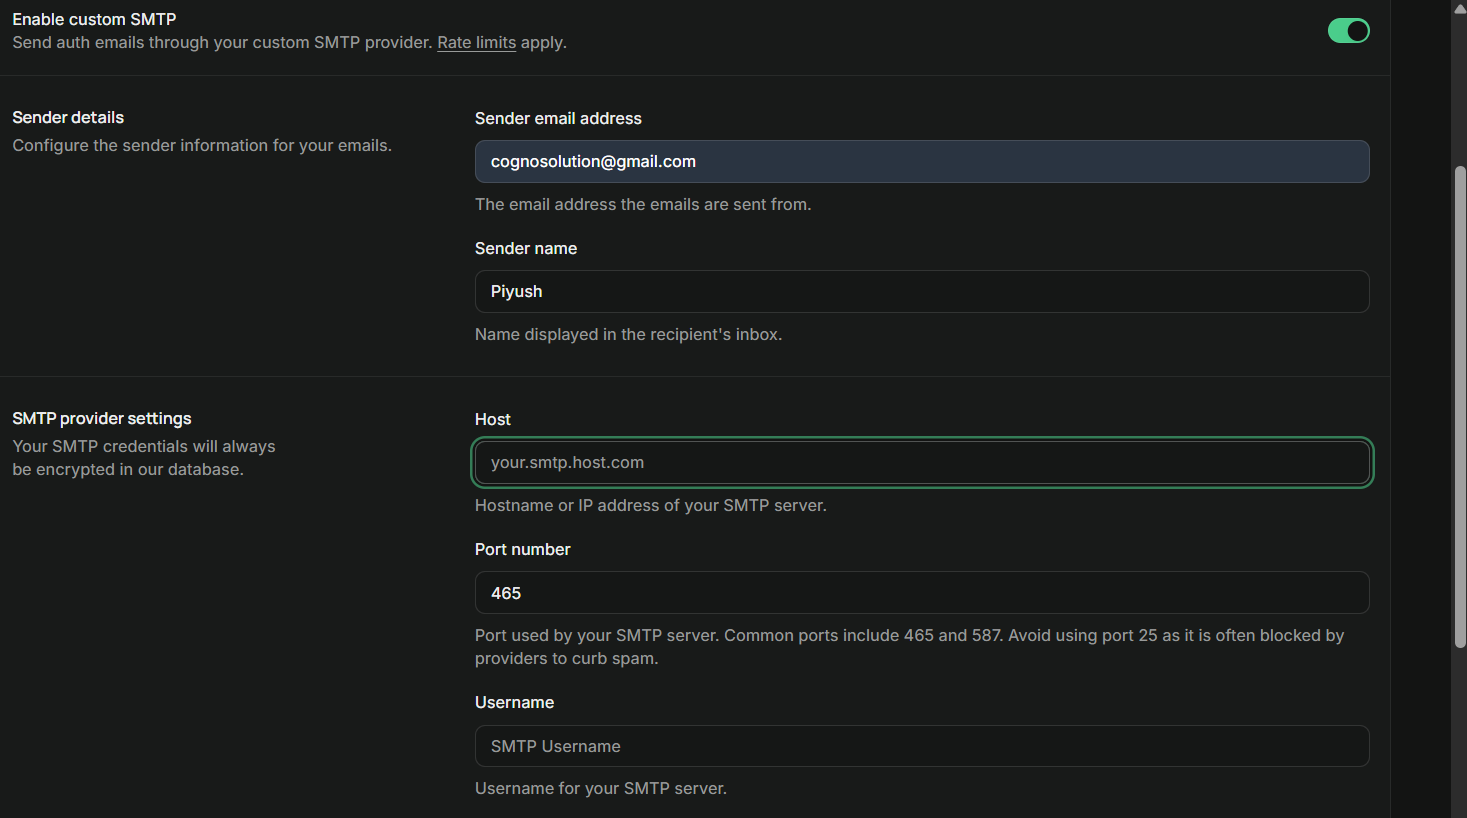 Enable custom SMTP
Send auth emails through your custom SMTP provider. Rate limits apply.
Sender details
Configure the sender information for your emails.
Sender email address
cognosolution@gmail.com
The email address the emails are sent from.
Sender name
Piyush
Name displayed in the recipient's inbox.
SMTP provider settings
Your SMTP credentials will always
be encrypted in our database.
Host
your.smtp.host.com
Hostname or IP address of your SMTP server.
Port number
465
Port used by your SMTP server. Common ports include 465 and 587. Avoid using port 25 as it is often blocked by
providers to curb spam.
Username
SMTP Username
Username for your SMTP server.